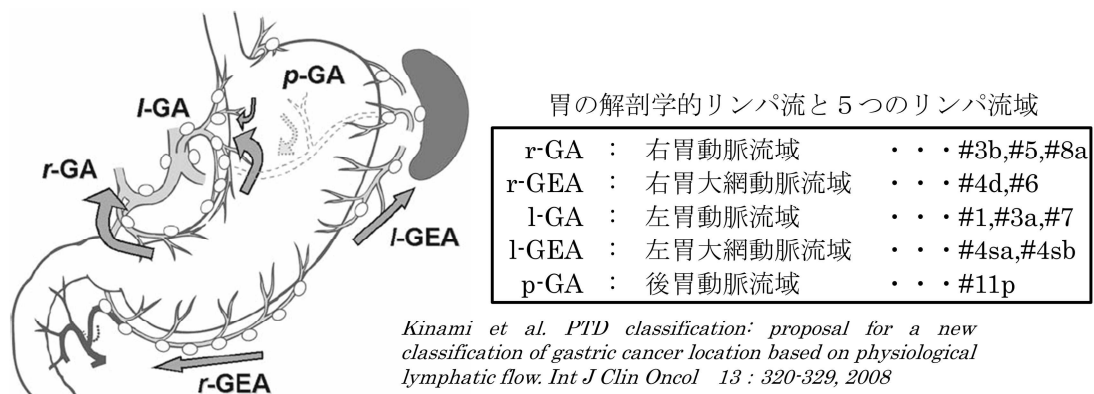 p-GA
l-GA
r-GA
l-GEA
r-GEA
胃の解剖学的リンパ流と５つのリンパ流域
r-GA ： 右胃動脈流域 ・・・#3b,#5,#8a
r-GEA ： 右胃大網動脈流域 ・・・#4d,#6
l-GA ： 左胃動脈流域 ・・・#1,#3a,#7
l-GEA ： 左胃大網動脈流域 ・・・#4sa,#4sb
p-GA ： 後胃動脈流域 ・・・#11p
Kinami et al. PTD classification: proposal for a new
classification of gastric cancer location based on physiological
lymphatic flow. Int J Clin Oncol 13：320-329, 2008